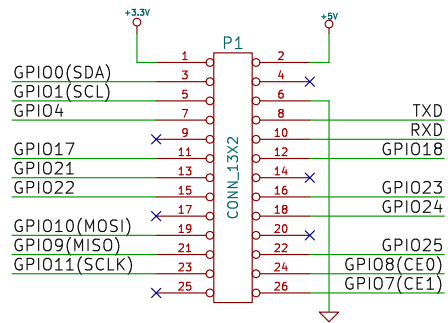 +3.3V
+5V
P1
1 2
GPIO0(SDA) 3 4
GPIO1(SCL) 5 6
GPIO4 7 8 TXD
9 10 RXD
GPIO17 11 12 GPIO18
GPIO21 13 14
GPIO22 15 16 GPIO23
17 18 GPIO24
GPIO10(MOSI) 19 20
GPIO9(MISO) 21 22 GPIO25
GPIO11(SCLK) 23 24 GPIO8(CE0)
25 26 GPIO7(CE1)
CONN_13X2